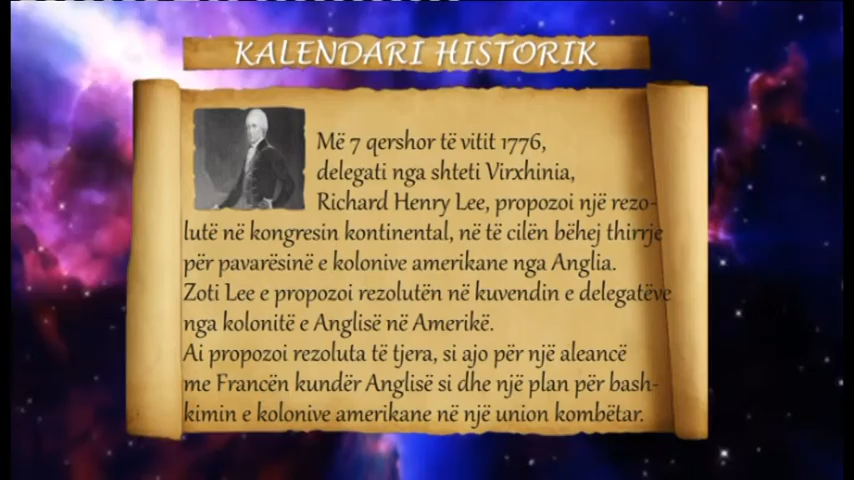 KALENDARI HISTORIK
Më 7 qershor të vitit 1776,
delegati nga shteti Virxhinia,
Richard Henry Lee, propozoi një rezo-
lutë në kongresin kontinental, në të cilën bëhej thirrje
për pavarësinë e kolonive amerikane nga Anglia.
Zoti Lee e propozoi rezolutën në kuvendin e delegatëve
nga kolonitë e Anglisë në Amerikë.
Ai propozoi rezoluta të tjera, si ajo për një aleancë
me Francën kundër Anglisë si dhe një plan për bash-
kimin e kolonive amerikane në një union kombëtar.